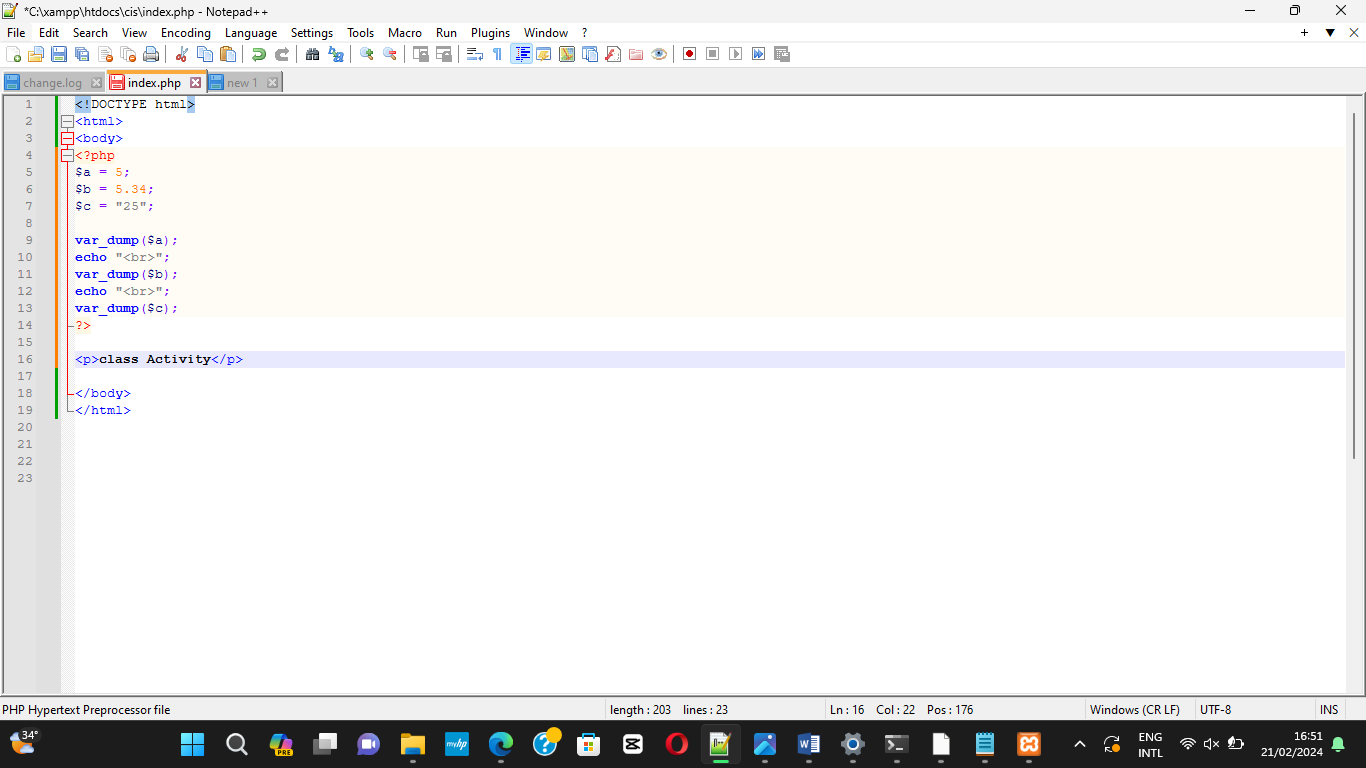 *C:\xampp\htdocs\cis\index.php - Notepad++
File Edit Search View Encoding Language Settings Tools Macro Run Plugins Window ?
+ ▼ ✕
change.log index.php new 1
1 <!DOCTYPE html>
2 <html>
3 <body>
4 <?php
5 $a = 5;
6 $b = 5.34;
7 $c = "25";
8
9 var_dump($a);
10 echo "<br>";
11 var_dump($b);
12 echo "<br>";
13 var_dump($c);
14 ?>
15
16 <p>class Activity</p>
17
18 </body>
19 </html>
20
21
22
23
PHP Hypertext Preprocessor file length : 203 lines : 23 Ln : 16 Col : 22 Pos : 176 Windows (CR LF) UTF-8 INS
34° PRE myhp ENG 16:51
INTL 21/02/2024